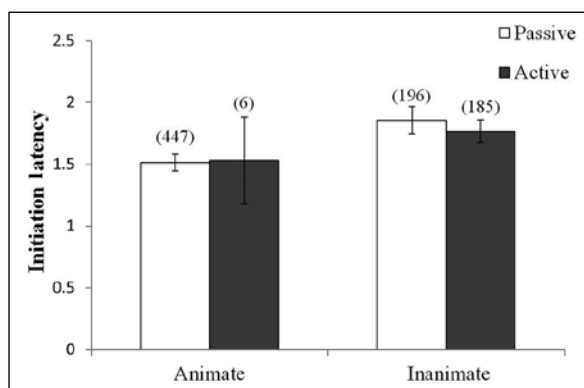 2.5
Passive
Active
2
(447)
(6)
(196)
(185)
1.5
1
0.5
0
Initiation latency
Animate
Inanimate